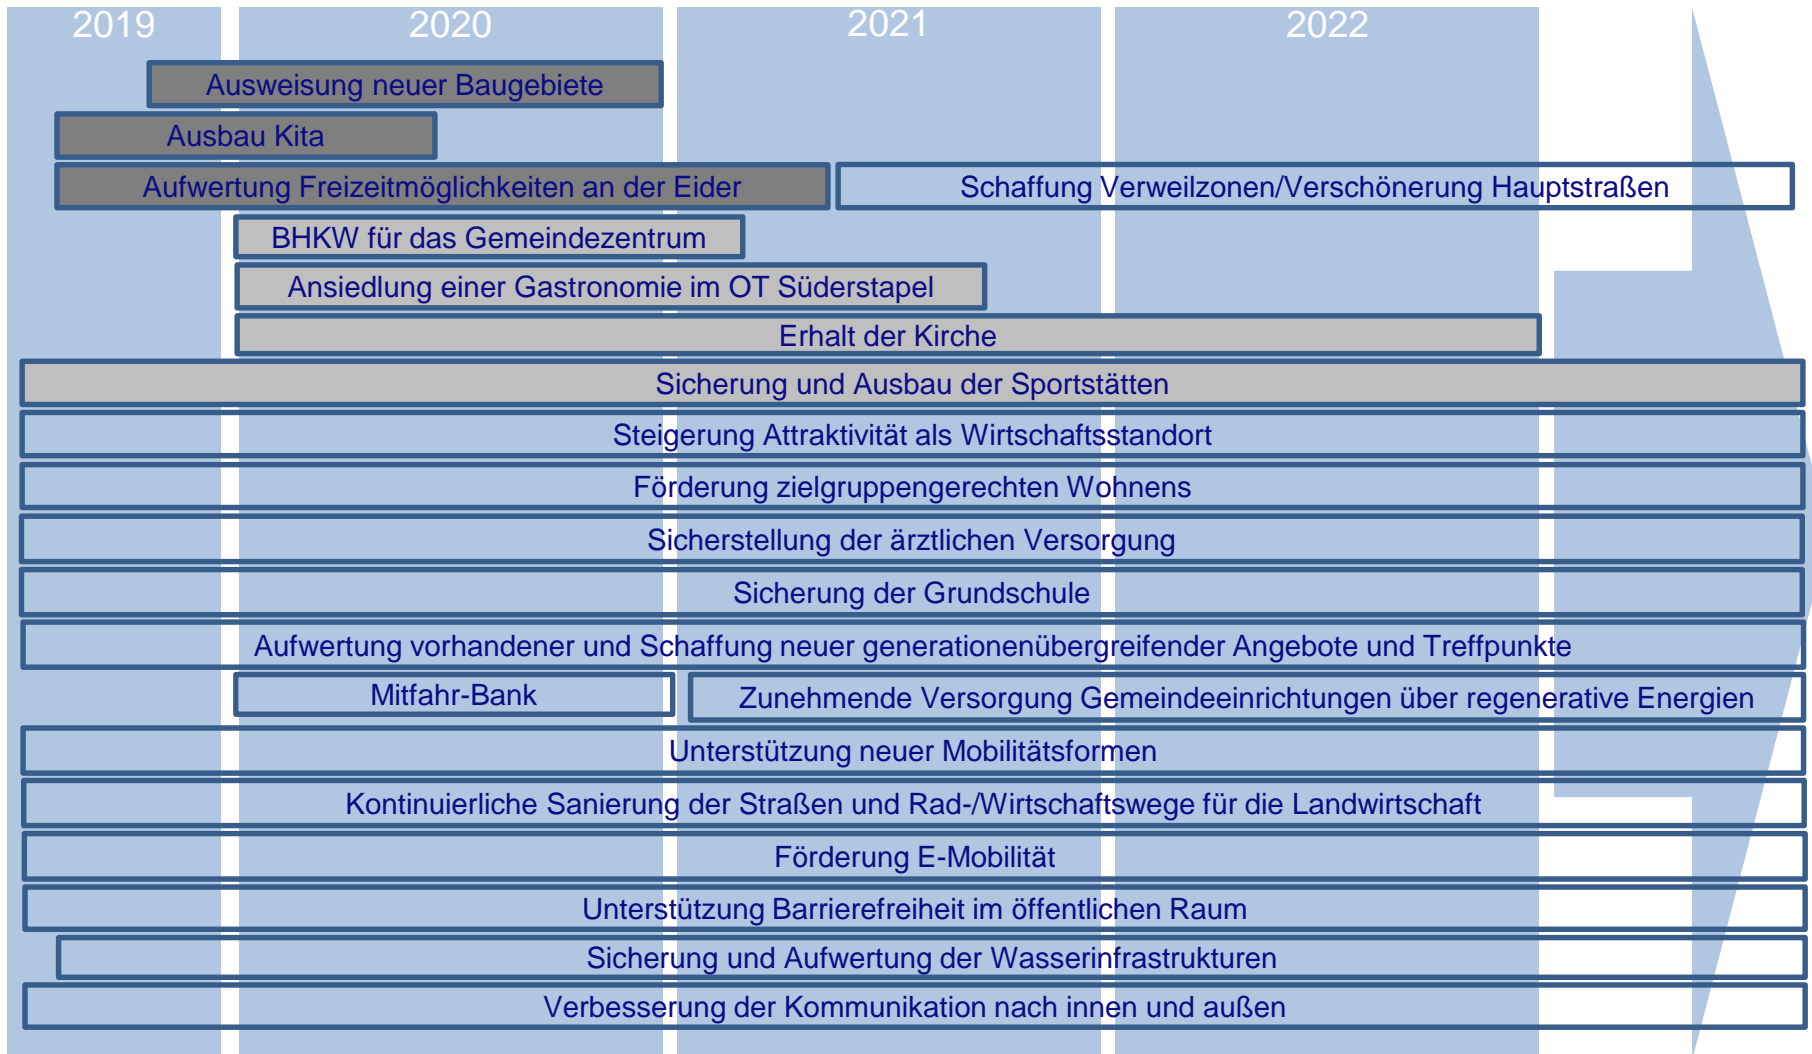 2019 2020 2021 2022
Ausweisung neuer Baugebiete
Ausbau Kita
Aufwertung Freizeitmöglichkeiten an der Eider Schaffung Verweilzonen/Verschönerung Hauptstraßen
BHKW für das Gemeindezentrum
Ansiedlung einer Gastronomie im OT Süderstapel
Erhalt der Kirche
Sicherung und Ausbau der Sportstätten
Steigerung Attraktivität als Wirtschaftsstandort
Förderung zielgruppengerechten Wohnens
Sicherstellung der ärztlichen Versorgung
Sicherung der Grundschule
Aufwertung vorhandener und Schaffung neuer generationenübergreifender Angebote und Treffpunkte
Mitfahr-Bank Zunehmende Versorgung Gemeindeeinrichtungen über regenerative Energien
Unterstützung neuer Mobilitätsformen
Kontinuierliche Sanierung der Straßen und Rad-/Wirtschaftswege für die Landwirtschaft
Förderung E-Mobilität
Unterstützung Barrierefreiheit im öffentlichen Raum
Sicherung und Aufwertung der Wasserinfrastrukturen
Verbesserung der Kommunikation nach innen und außen